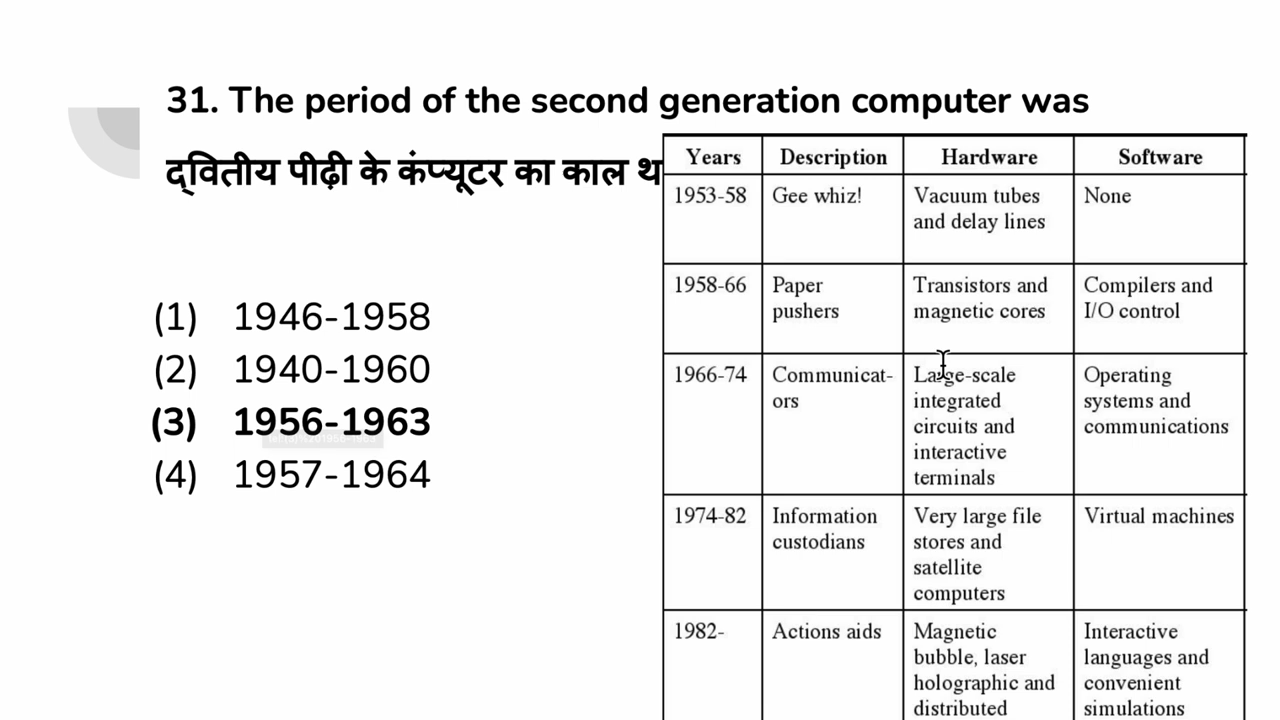 31. The period of the second generation computer was
द्वितीय पीढ़ी के कंप्यूटर का काल थ
(1) 1946-1958
(2) 1940-1960
(3) 1956-1963
(4) 1957-1964
Years Description Hardware Software
1953-58 Gee whiz! Vacuum tubes None
and delay lines
1958-66 Paper Transistors and Compilers and
pushers magnetic cores I/O control
1966-74 Communicat- Large-scale Operating
ors integrated systems and
circuits and communications
interactive
terminals
1974-82 Information Very large file Virtual machines
custodians stores and
satellite
computers
1982- Actions aids Magnetic Interactive
bubble, laser languages and
holographic and convenient
distributed simulations